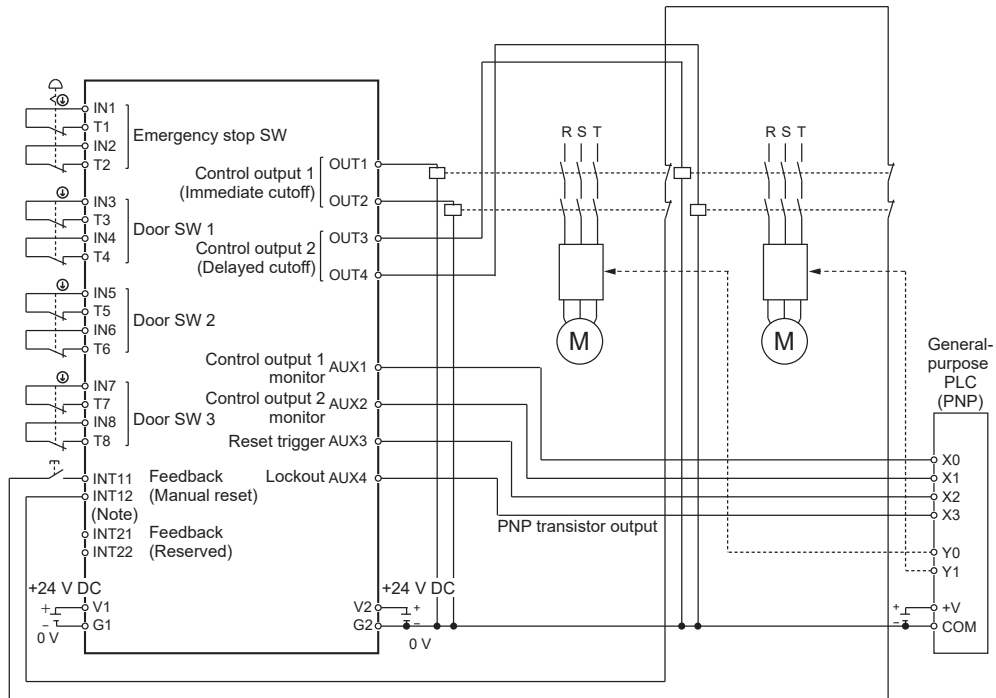 IN1
T1
IN2
T2
Emergency stop SW
IN3
T3
IN4
T4
Door SW 1
IN5
T5
IN6
T6
Door SW 2
IN7
T7
IN8
T8
Door SW 3
INT11
INT12
(Note)
Feedback
(Manual reset)
INT21
INT22
Feedback
(Reserved)
+24 V DC
+
−
V1
G1
0 V
Control output 1
(Immediate cutoff)
OUT1
OUT2
Control output 2
(Delayed cutoff)
OUT3
OUT4
Control output 1
monitor
AUX1
Control output 2
monitor
AUX2
Reset trigger AUX3
Lockout AUX4
+24 V DC
V2
G2
+
−
0 V
PNP transistor output
R S T
M
R S T
M
General-
purpose
PLC
(PNP)
X0
X1
X2
X3
Y0
Y1
+
−
+V
COM